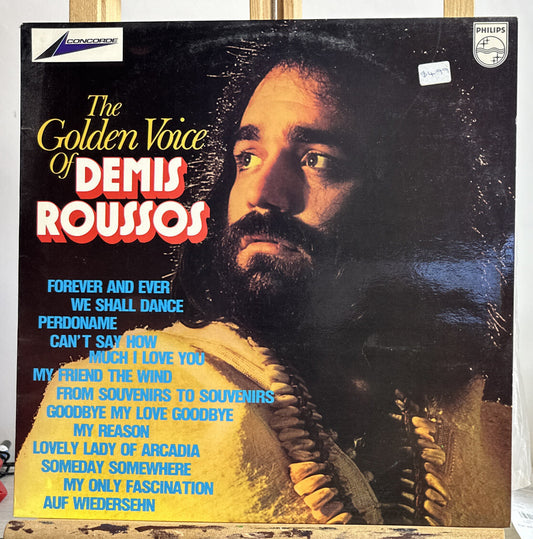 CONCORDE
PHILIPS
The
Golden Voice
Of DEMIS
ROUSSOS
FOREVER AND EVER
WE SHALL DANCE
PERDONAME
CAN'T SAY HOW
MUCH I LOVE YOU
MY FRIEND THE WIND
FROM SOUVENIRS TO SOUVENIRS
GOODBYE MY LOVE GOODBYE
MY REASON
LOVELY LADY OF ARCADIA
SOMEDAY SOMEWHERE
MY ONLY FASCINATION
AUF WIEDERSEHN